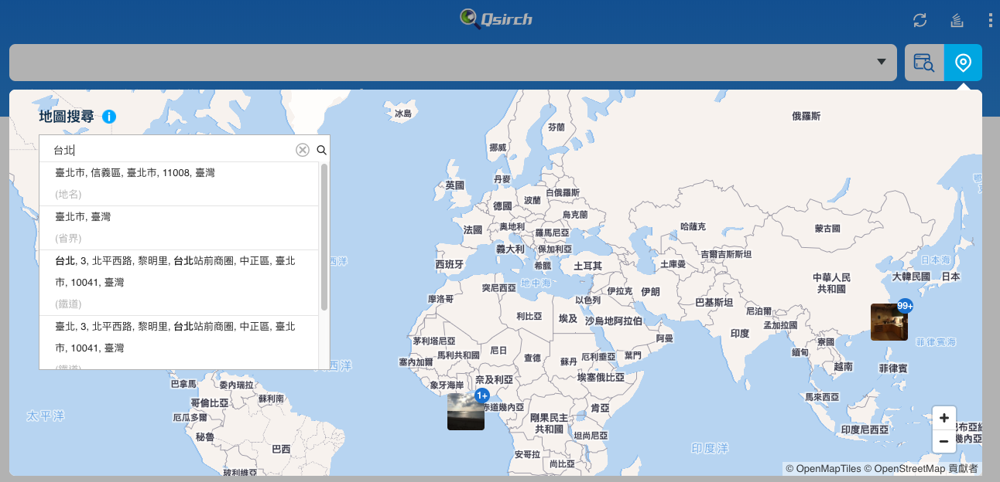 Qsirch
地圖搜尋
i
台北
臺北市, 信義區, 臺北市, 11008, 臺灣
(地名)
臺北市, 臺灣
(省界)
台北, 3, 北平西路, 黎明里, 台北站前商圈, 中正區, 臺北
市, 10041, 臺灣
(鐵道)
臺北, 3, 北平西路, 黎明里, 台北站前商圈, 中正區, 臺北
市, 10041, 臺灣
(鐵道)
冰島
俄羅斯
芬蘭
挪威
丹麥
英國
白俄羅斯
波蘭
德國
烏克蘭
奧地利
法國
羅馬尼亞
哈薩克
蒙古國
義大利
保加利亞
吉爾吉斯斯坦
西洋
西班牙
希臘
土耳其
土庫曼
日本海
中華人民
共和國
大韓民國
日本
地中海
突尼西亞
摩洛哥
以色列
伊拉克
伊朗
巴基斯坦
尼泊爾
99+
利比亞
埃及
沙烏地阿拉伯
孟加拉國
印度
阿曼
寮國
菲律賓海
茅利塔尼亞
馬利共和國
尼日
查德
蘇丹
厄利垂亞
葉門
緬甸
塞內加爾
西洋
越南
菲律賓
巴拿馬
委內瑞拉
象牙海岸
奈及利亞
埃塞俄比亞
1+
哥倫比亞
蘇利南
赤道幾內亞
肯亞
馬來西亞
太平洋
厄瓜多爾
剛果民主
共和國
+
印度尼西亞
布亞紐
幾內亞
秘魯
坦尚尼亞
−
巴西
安哥拉
印度洋
尚比亞
玻利維亞
© OpenMapTiles © OpenStreetMap 貢獻者